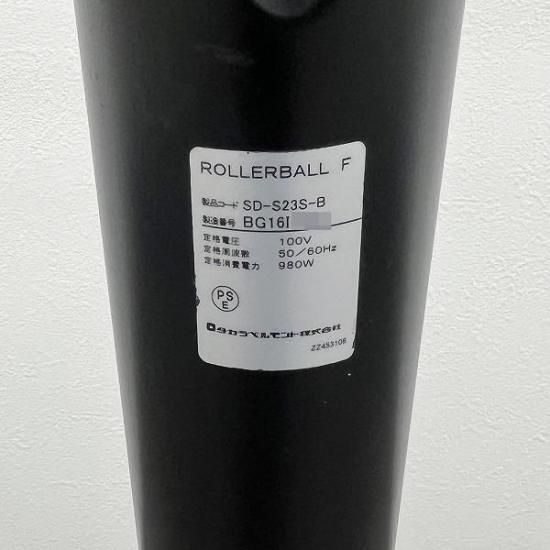 ROLLERBALL F
製品コード SD-S23S-B
製造番号 BG16I
定格電圧 100V
定格周波数 50/60Hz
定格消費電力 980W
PS
E
タカラベルモント株式会社
ZZ4S3108